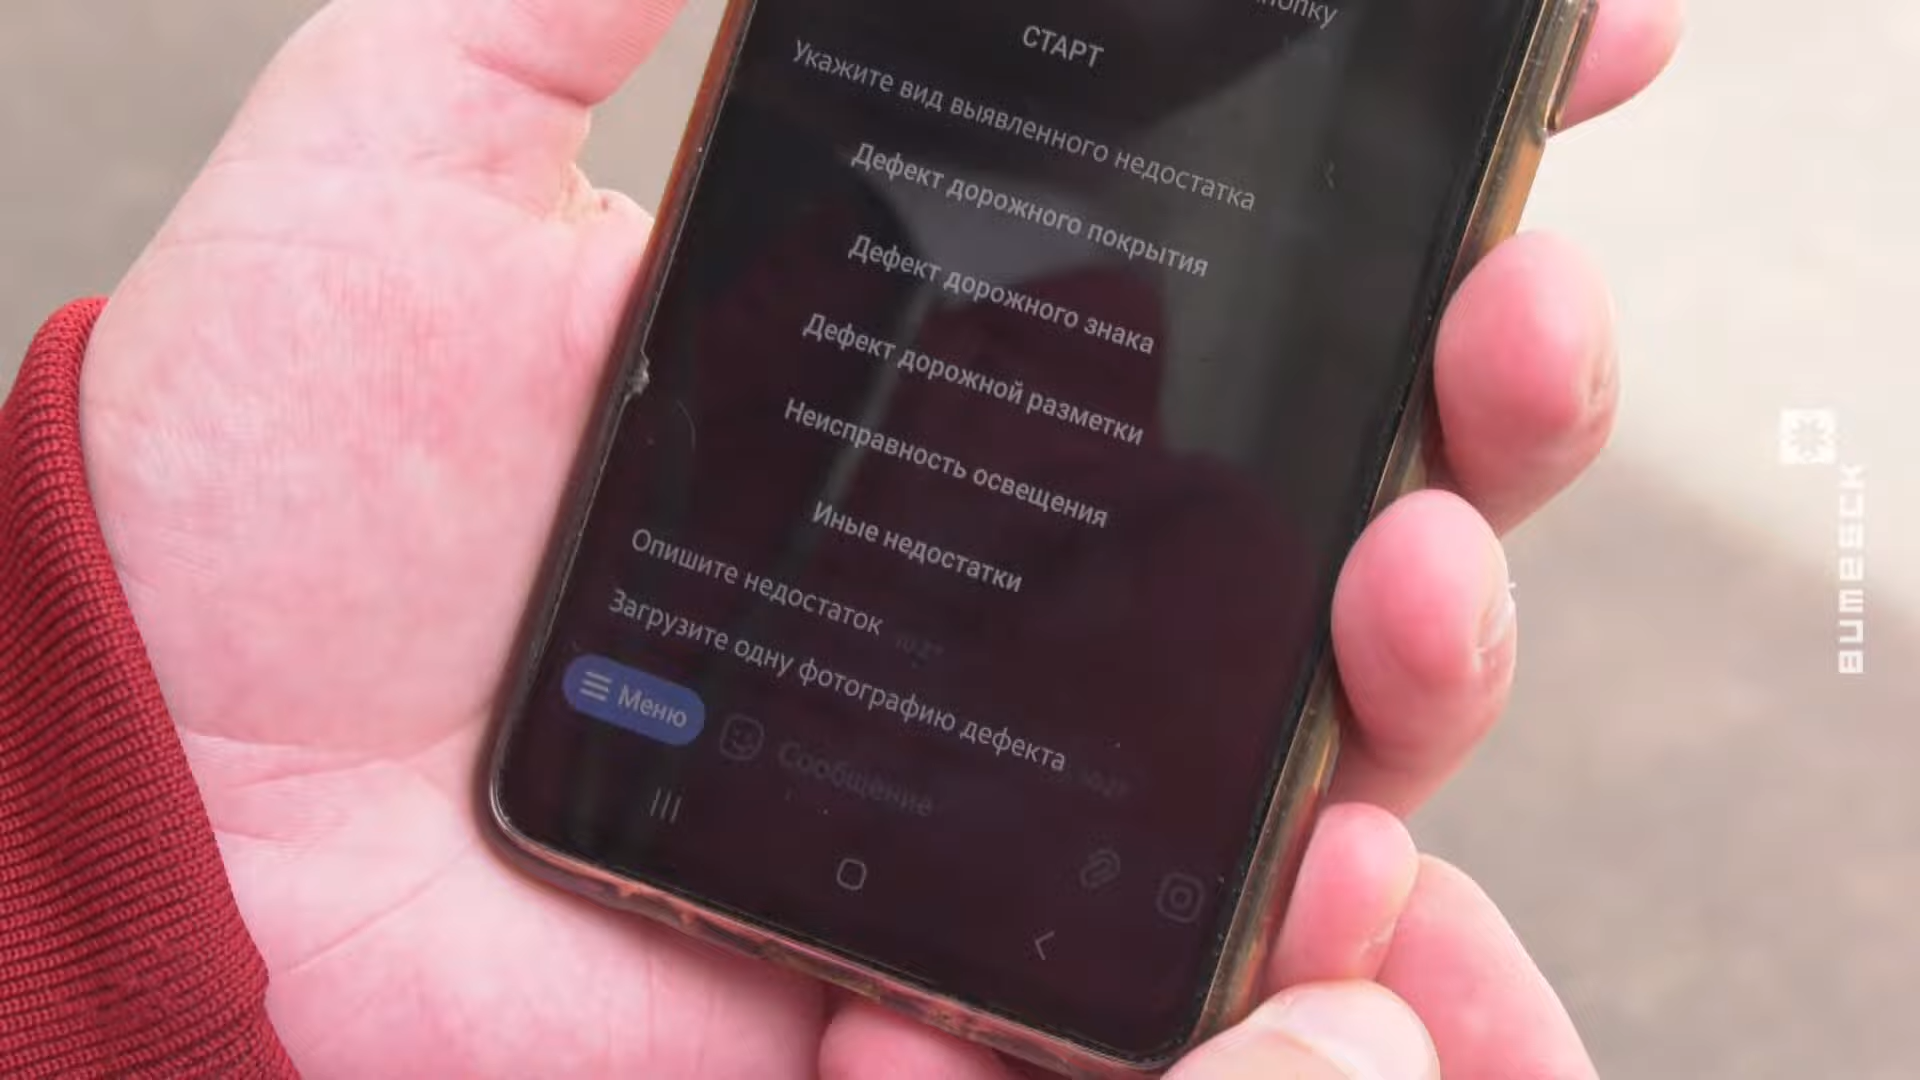 СТАРТ
Укажите вид выявленного недостатка
Дефект дорожного покрытия
Дефект дорожного знака
Дефект дорожной разметки
Неисправность освещения
Иные недостатки
Опишите недостаток
Загрузите одну фотографию дефекта
Меню
Сообщение